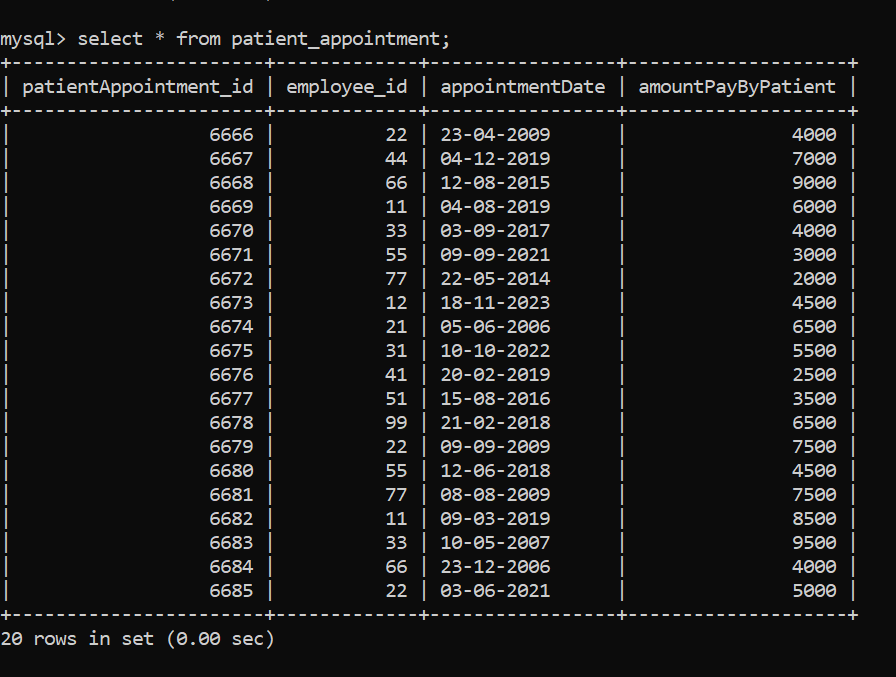 mysql> select * from patient_appointment;
+-----------------------+-------------+-----------------+--------------------+
| patientAppointment_id | employee_id | appointmentDate | amountPayByPatient |
+-----------------------+-------------+-----------------+--------------------+
|                  6666 |          22 | 23-04-2009      |               4000 |
|                  6667 |          44 | 04-12-2019      |               7000 |
|                  6668 |          66 | 12-08-2015      |               9000 |
|                  6669 |          11 | 04-08-2019      |               6000 |
|                  6670 |          33 | 03-09-2017      |               4000 |
|                  6671 |          55 | 09-09-2021      |               3000 |
|                  6672 |          77 | 22-05-2014      |               2000 |
|                  6673 |          12 | 18-11-2023      |               4500 |
|                  6674 |          21 | 05-06-2006      |               6500 |
|                  6675 |          31 | 10-10-2022      |               5500 |
|                  6676 |          41 | 20-02-2019      |               2500 |
|                  6677 |          51 | 15-08-2016      |               3500 |
|                  6678 |          99 | 21-02-2018      |               6500 |
|                  6679 |          22 | 09-09-2009      |               7500 |
|                  6680 |          55 | 12-06-2018      |               4500 |
|                  6681 |          77 | 08-08-2009      |               7500 |
|                  6682 |          11 | 09-03-2019      |               8500 |
|                  6683 |          33 | 10-05-2007      |               9500 |
|                  6684 |          66 | 23-12-2006      |               4000 |
|                  6685 |          22 | 03-06-2021      |               5000 |
+-----------------------+-------------+-----------------+--------------------+
20 rows in set (0.00 sec)